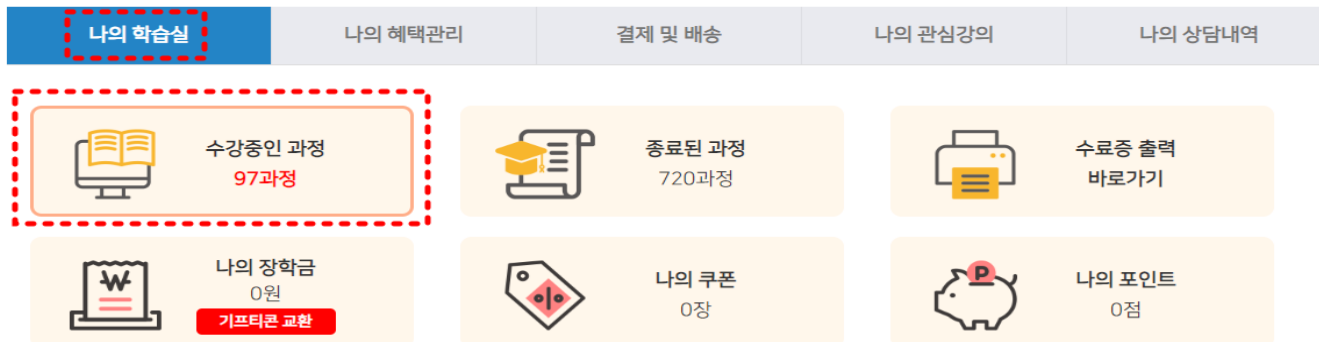 나의 학습실
나의 혜택관리
결제 및 배송
나의 관심강의
나의 상담내역
수강중인 과정
97과정
종료된 과정
720과정
수료증 출력
바로가기
나의 장학금
0원
기프티콘 교환
나의 쿠폰
0장
나의 포인트
0점